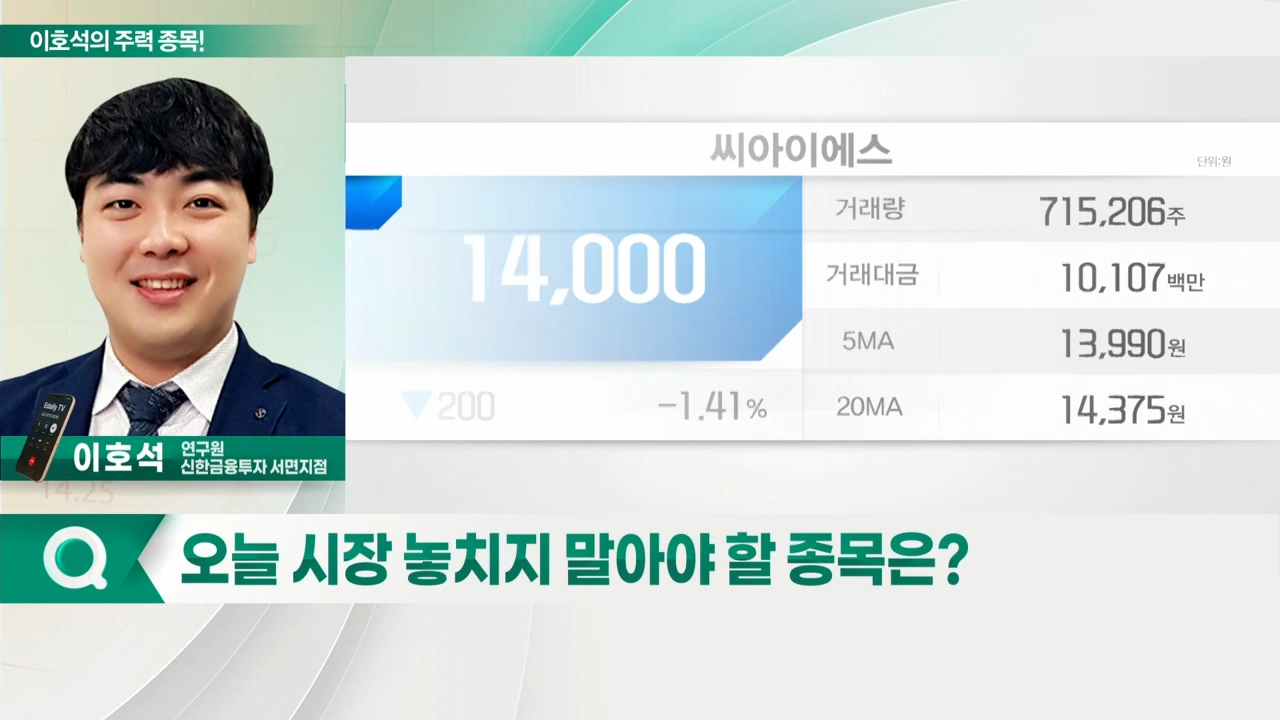 이호석의 주력 종목!
씨아이에스
단위:원
14,000
▼200 -1.41%
거래량 715,206주
거래대금 10,107백만
5MA 13,990원
20MA 14,375원
Edaily TV
이호석 연구원
신한금융투자 서면지점
14.25
Q 오늘 시장 놓치지 말아야 할 종목은?